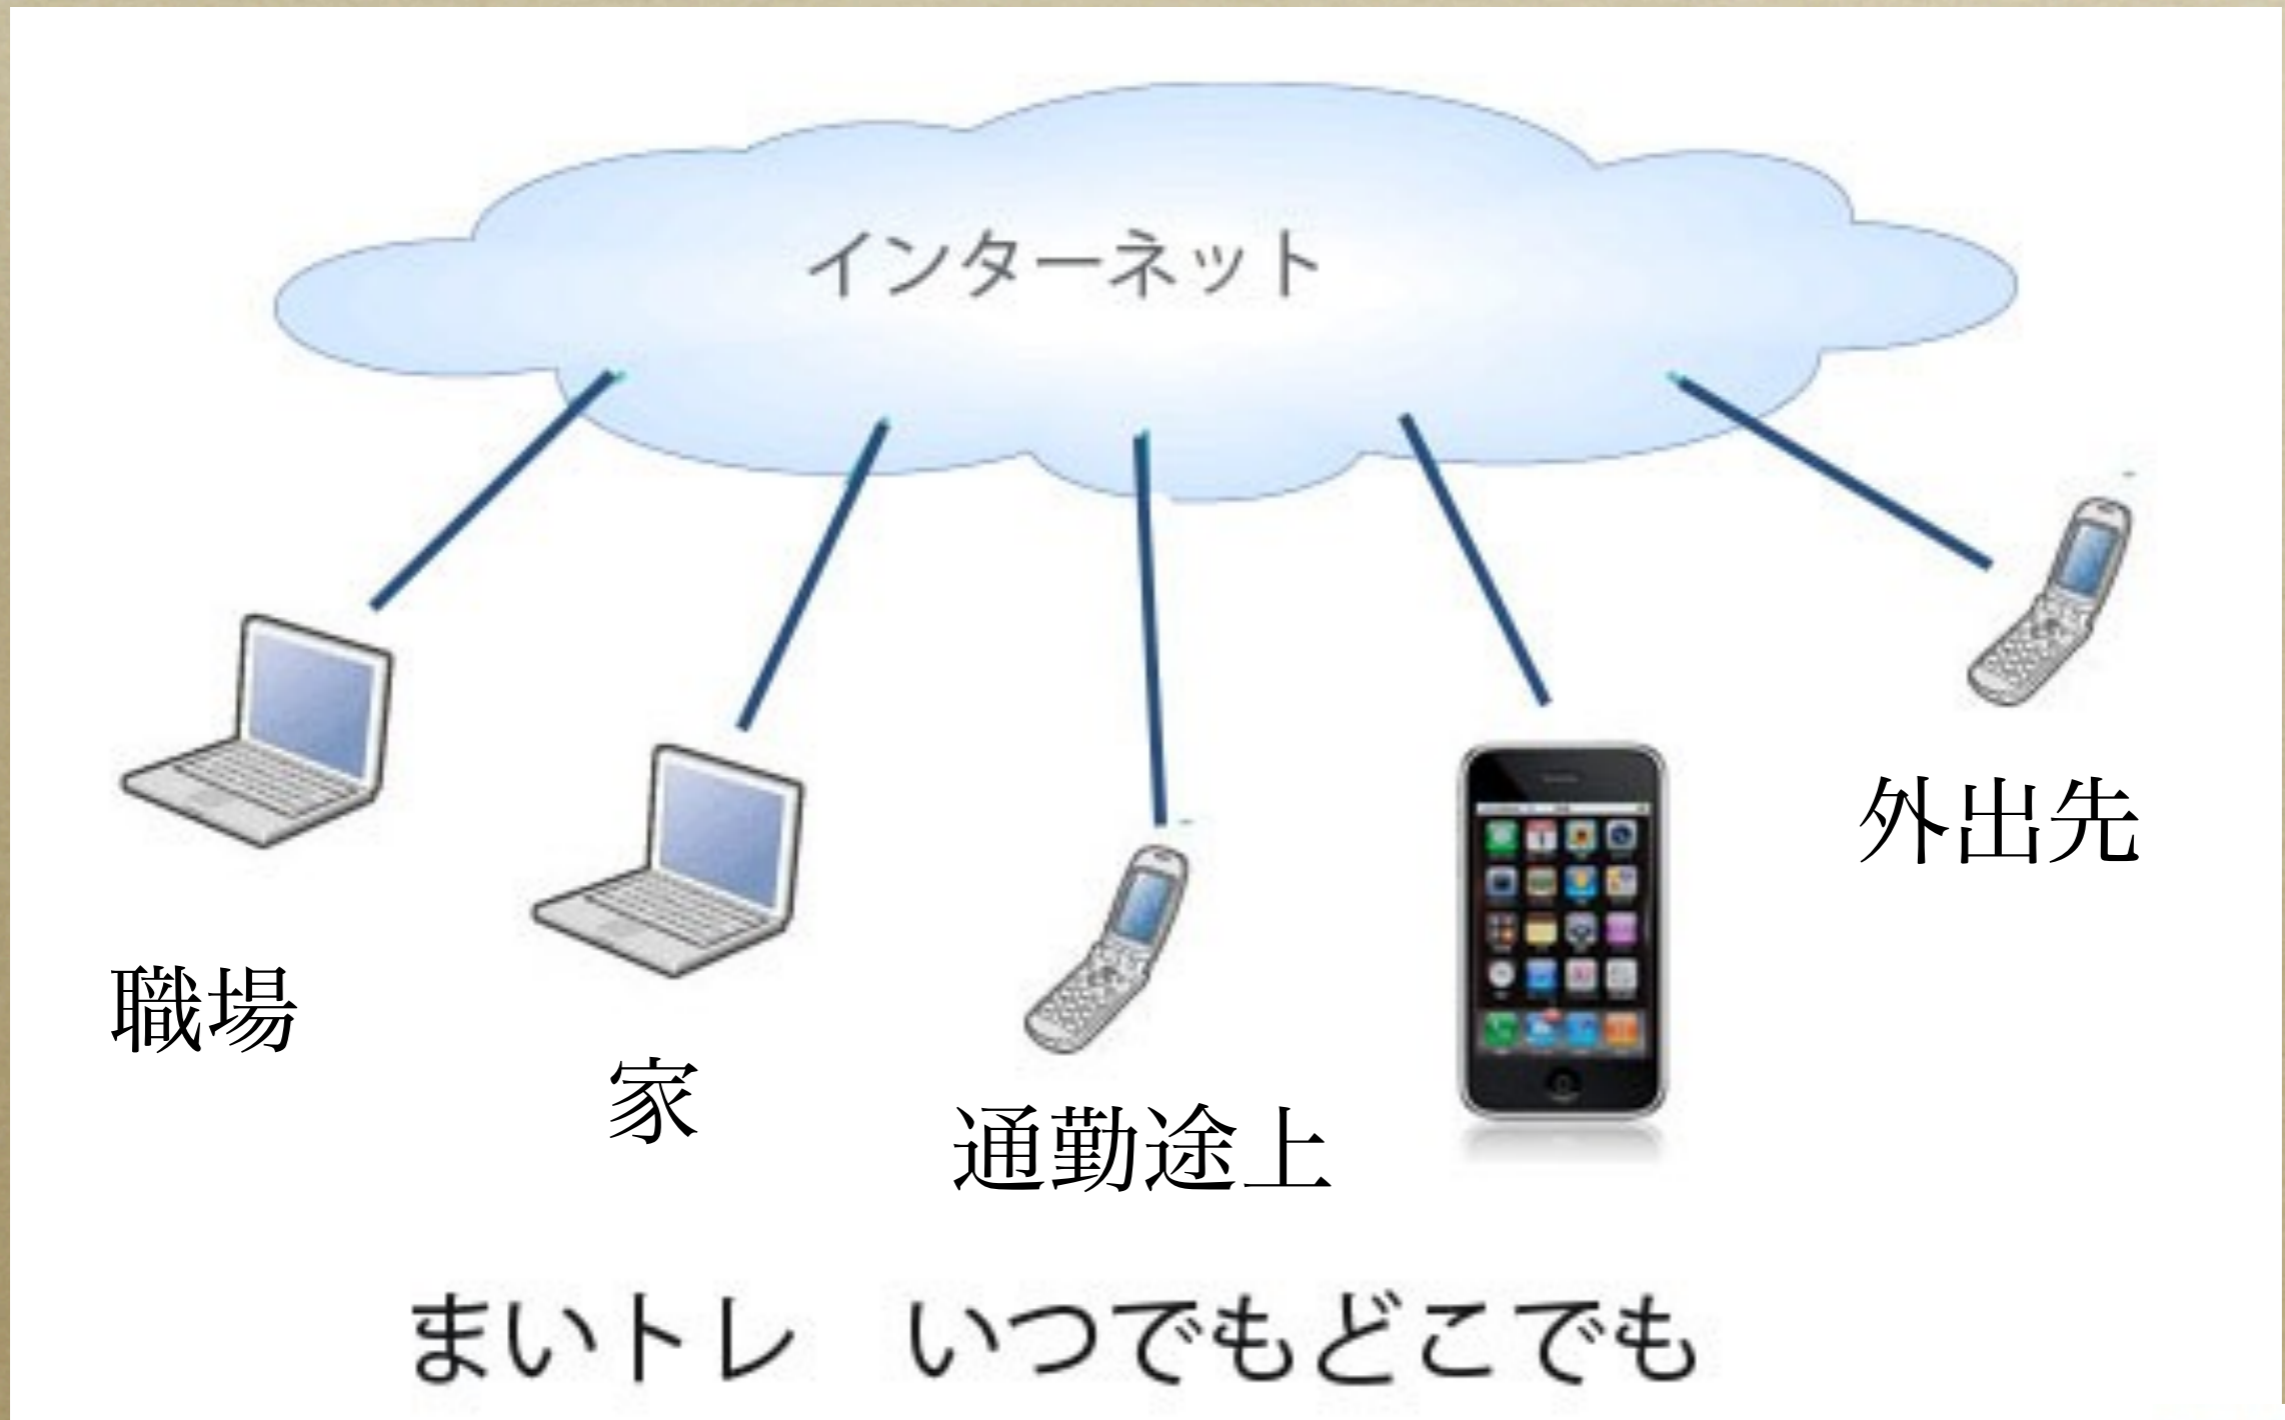 インターネット
外出先
職場
家
通勤途上
まいトレ　いつでもどこでも